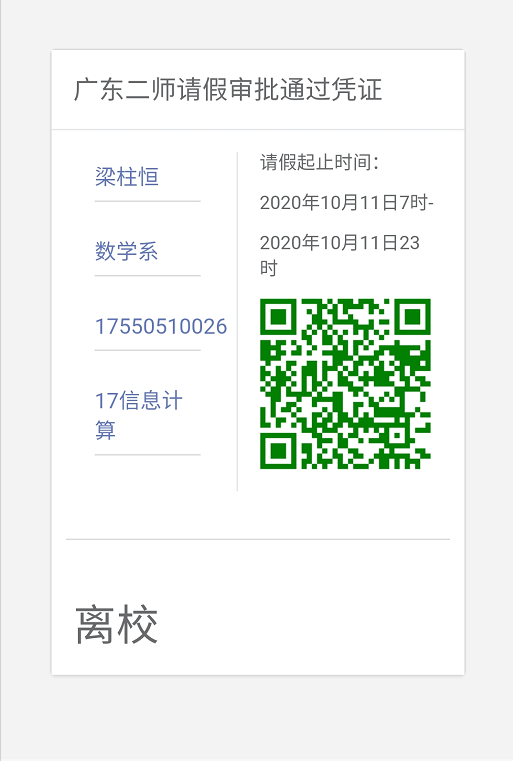 广东二师请假审批通过凭证
梁柱恒
数学系
17550510026
17信息计
算
请假起止时间：
2020年10月11日7时-
2020年10月11日23
时
离校